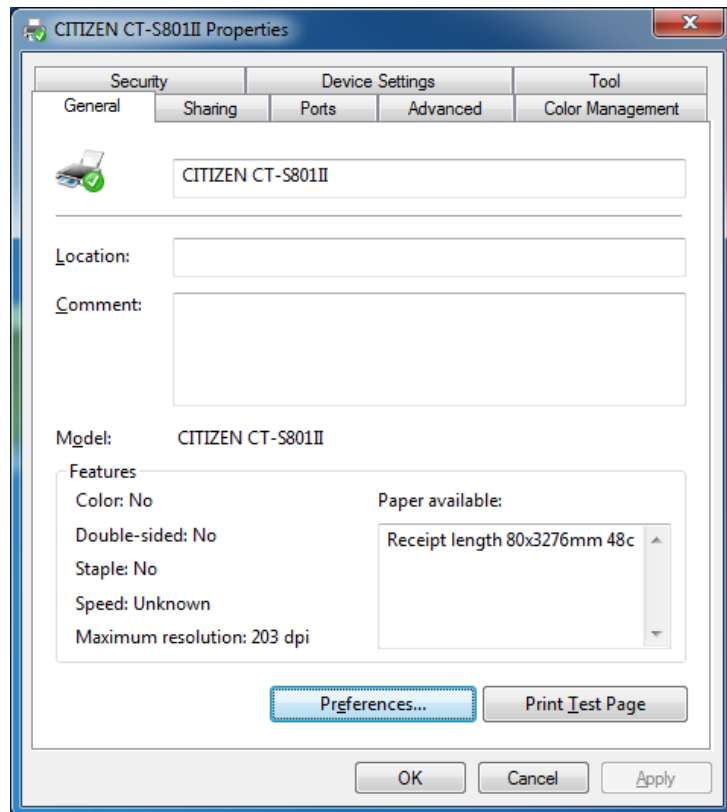 CITIZEN CT-S801II Properties
Security Device Settings Tool
General Sharing Ports Advanced Color Management
CITIZEN CT-S801II
Location:
Comment:
Model: CITIZEN CT-S801II
Features
Color: No Paper available:
Double-sided: No Receipt length 80x3276mm 48c
Staple: No
Speed: Unknown
Maximum resolution: 203 dpi
Preferences... Print Test Page
OK Cancel Apply